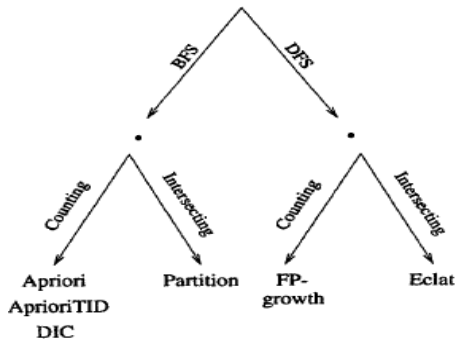 BFS
DFS
Counting
Intersecting
Counting
Intersecting
Apriori
AprioriTID
DIC
Partition
FP-
growth
Eclat